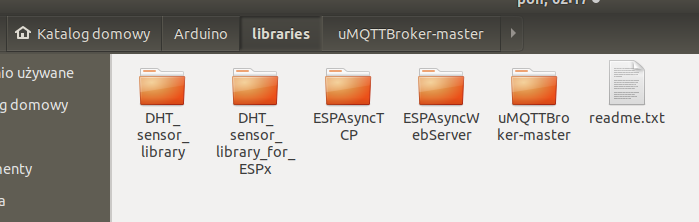 pon, 02:17
Katalog domowy
Arduino
libraries
uMQTTBroker-master
nio używane
DHT_
sensor_
library
DHT_
sensor_
library_for_
ESPx
ESPAsyncT
CP
ESPAsyncW
ebServer
uMQTTBro
ker-master
readme.txt
g domowy
menty
a